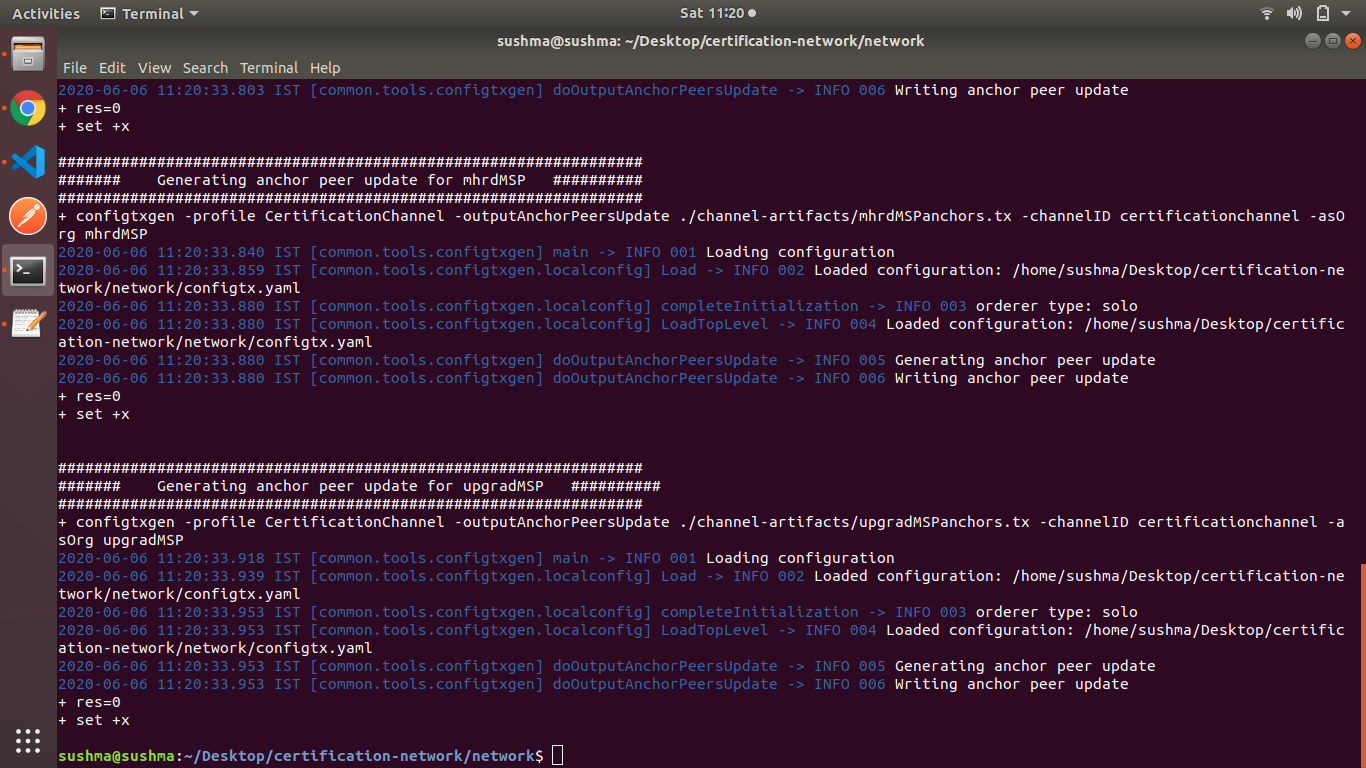 Activities Terminal Sat 11:20
sushma@sushma: ~/Desktop/certification-network/network
File Edit View Search Terminal Help
2020-06-06 11:20:33.803 IST [common.tools.configtxgen] doOutputAnchorPeersUpdate -> INFO 006 Writing anchor peer update
+ res=0
+ set +x
#################################################################
#######    Generating anchor peer update for mhrdMSP   ##########
#################################################################
+ configtxgen -profile CertificationChannel -outputAnchorPeersUpdate ./channel-artifacts/mhrdMSPanchors.tx -channelID certificationchannel -asO
rg mhrdMSP
2020-06-06 11:20:33.840 IST [common.tools.configtxgen] main -> INFO 001 Loading configuration
2020-06-06 11:20:33.859 IST [common.tools.configtxgen.localconfig] Load -> INFO 002 Loaded configuration: /home/sushma/Desktop/certification-ne
twork/network/configtx.yaml
2020-06-06 11:20:33.880 IST [common.tools.configtxgen.localconfig] completeInitialization -> INFO 003 orderer type: solo
2020-06-06 11:20:33.880 IST [common.tools.configtxgen.localconfig] LoadTopLevel -> INFO 004 Loaded configuration: /home/sushma/Desktop/certific
ation-network/network/configtx.yaml
2020-06-06 11:20:33.880 IST [common.tools.configtxgen] doOutputAnchorPeersUpdate -> INFO 005 Generating anchor peer update
2020-06-06 11:20:33.880 IST [common.tools.configtxgen] doOutputAnchorPeersUpdate -> INFO 006 Writing anchor peer update
+ res=0
+ set +x
#################################################################
#######    Generating anchor peer update for upgradMSP   ##########
#################################################################
+ configtxgen -profile CertificationChannel -outputAnchorPeersUpdate ./channel-artifacts/upgradMSPanchors.tx -channelID certificationchannel -a
sOrg upgradMSP
2020-06-06 11:20:33.918 IST [common.tools.configtxgen] main -> INFO 001 Loading configuration
2020-06-06 11:20:33.939 IST [common.tools.configtxgen.localconfig] Load -> INFO 002 Loaded configuration: /home/sushma/Desktop/certification-ne
twork/network/configtx.yaml
2020-06-06 11:20:33.953 IST [common.tools.configtxgen.localconfig] completeInitialization -> INFO 003 orderer type: solo
2020-06-06 11:20:33.953 IST [common.tools.configtxgen.localconfig] LoadTopLevel -> INFO 004 Loaded configuration: /home/sushma/Desktop/certific
ation-network/network/configtx.yaml
2020-06-06 11:20:33.953 IST [common.tools.configtxgen] doOutputAnchorPeersUpdate -> INFO 005 Generating anchor peer update
2020-06-06 11:20:33.953 IST [common.tools.configtxgen] doOutputAnchorPeersUpdate -> INFO 006 Writing anchor peer update
+ res=0
+ set +x
sushma@sushma:~/Desktop/certification-network/network$